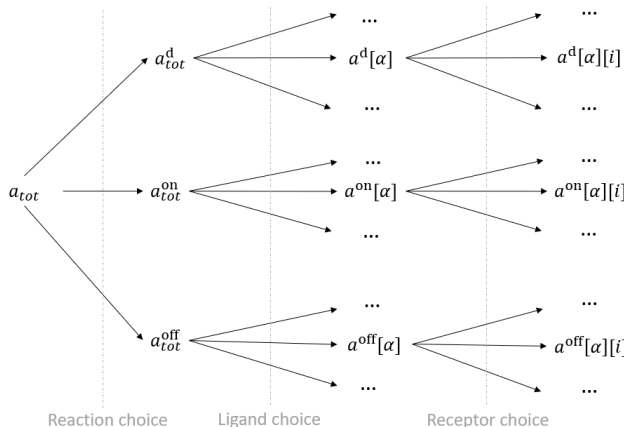 ... ... ...
a^d_tot a^d[α] a^d[α][i]
... ...
... ...
a_tot a^on_tot a^on[α] a^on[α][i]
... ...
... ...
a^off_tot a^off[α] a^off[α][i]
... ...
Reaction choice Ligand choice Receptor choice